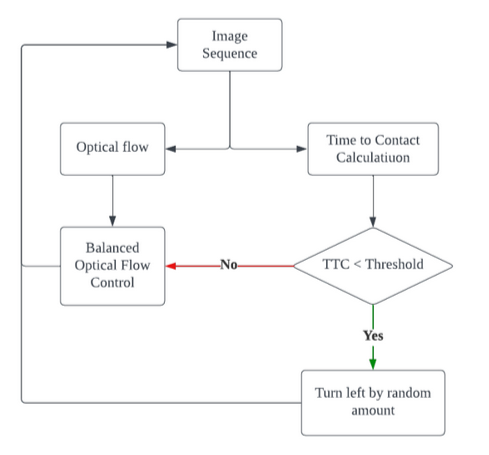 Image
Sequence
Optical flow
Time to Contact
Calculatiuon
Balanced
Optical Flow
Control
No
TTC < Threshold
Yes
Turn left by random
amount